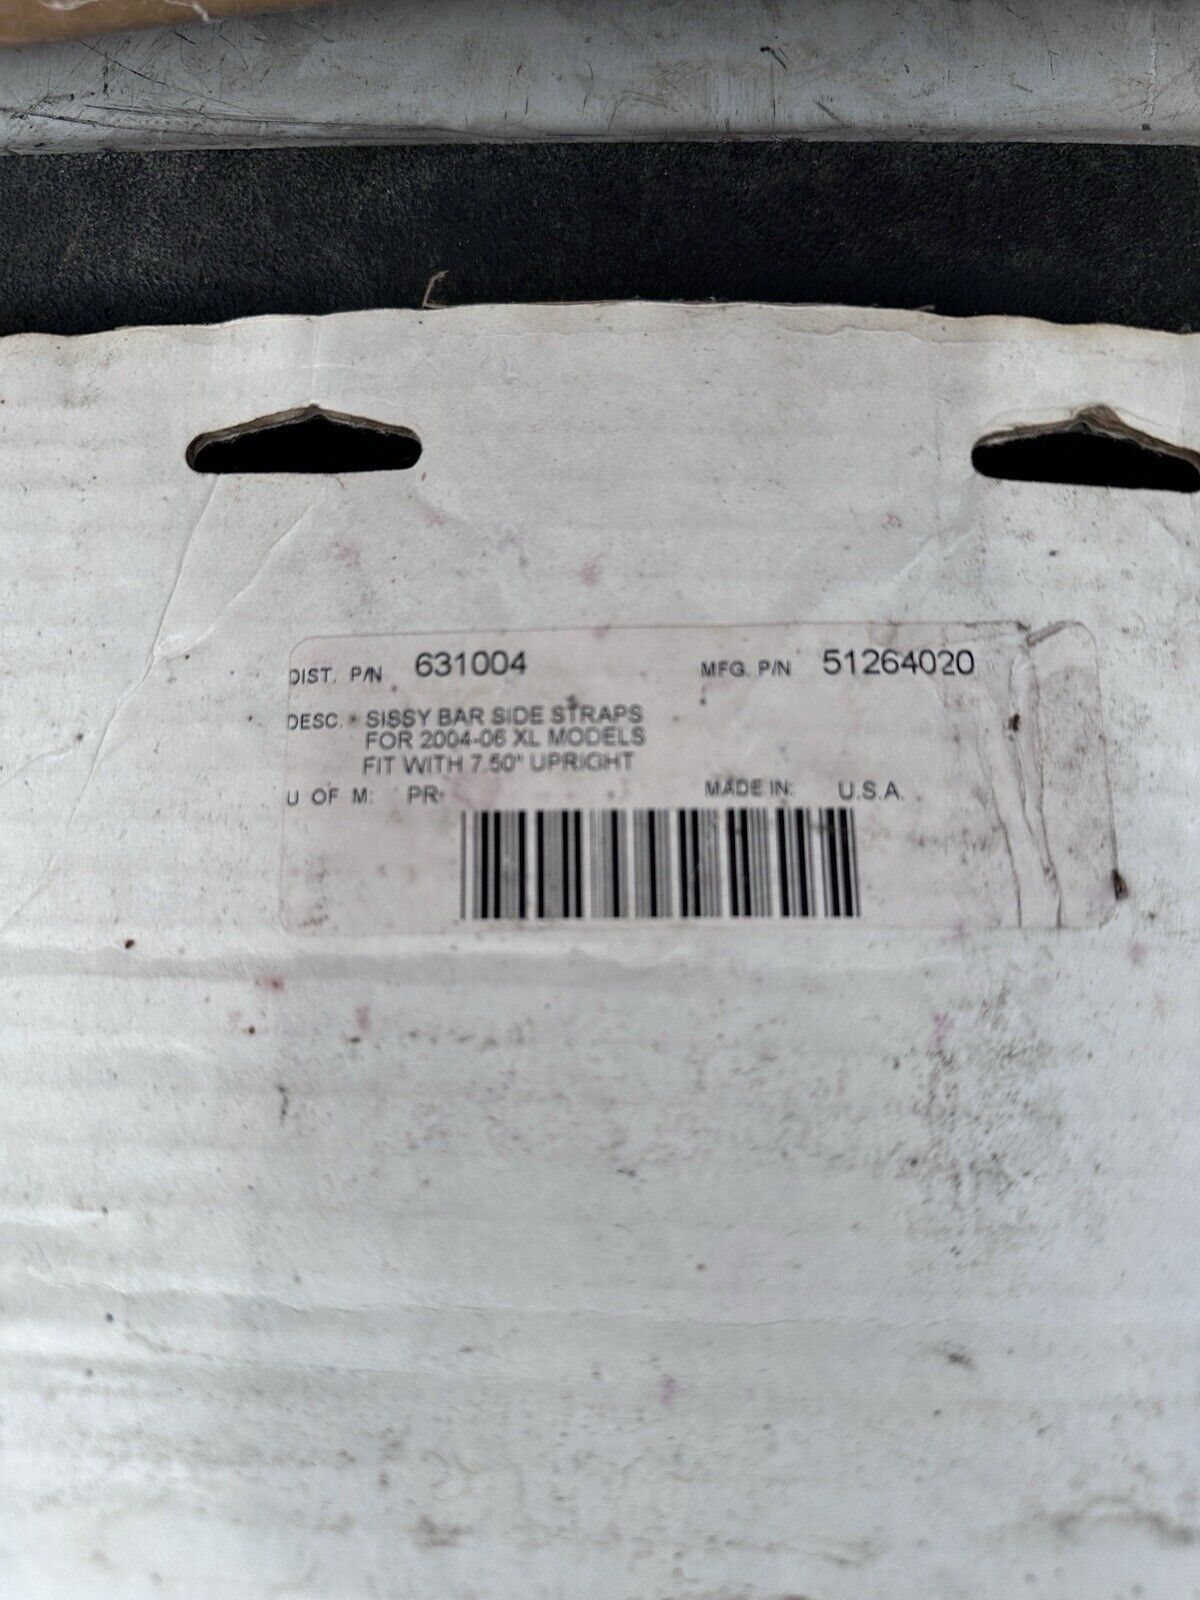 DIST. P/N 631004 MFG. P/N 51264020
DESC. SISSY BAR SIDE STRAPS
FOR 2004-06 XL MODELS
FIT WITH 7.50" UPRIGHT
U OF M: PR MADE IN: U.S.A.